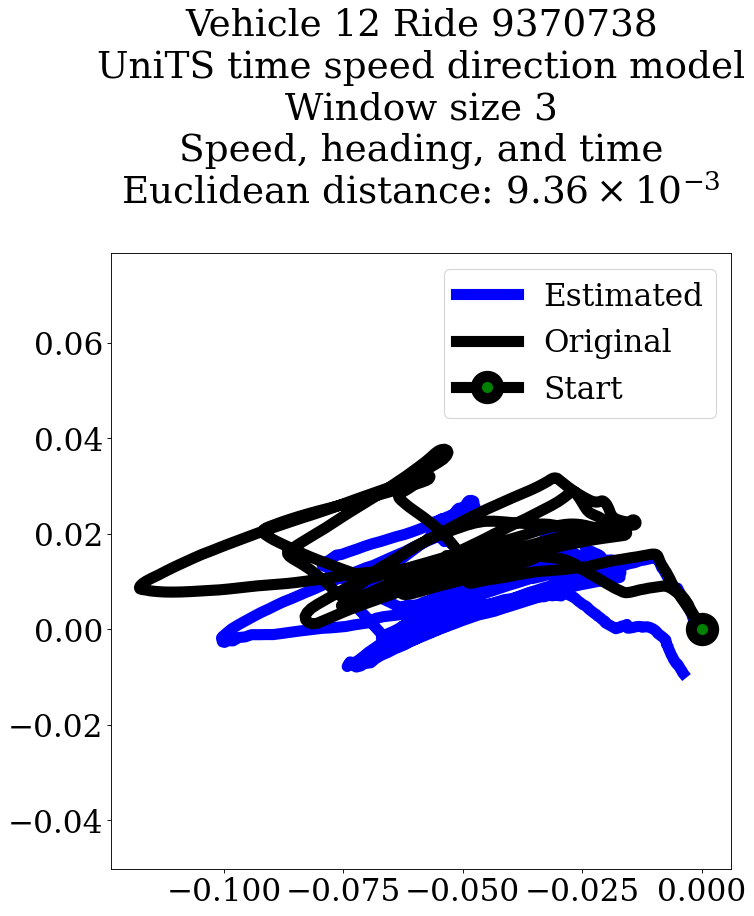 Vehicle 12 Ride 9370738
UniTS time speed direction model
Window size 3
Speed, heading, and time
Euclidean distance: 9.36 × 10⁻³
Estimated
Original
Start
0.06
0.04
0.02
0.00
−0.02
−0.04
−0.100 −0.075 −0.050 −0.025 0.000